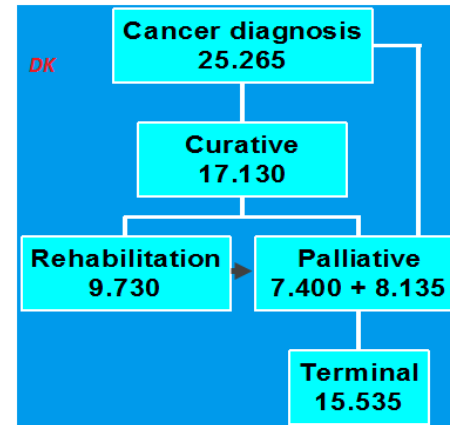 Cancer diagnosis
25.265
DK
Curative
17.130
Rehabilitation
9.730
Palliative
7.400 + 8.135
Terminal
15.535